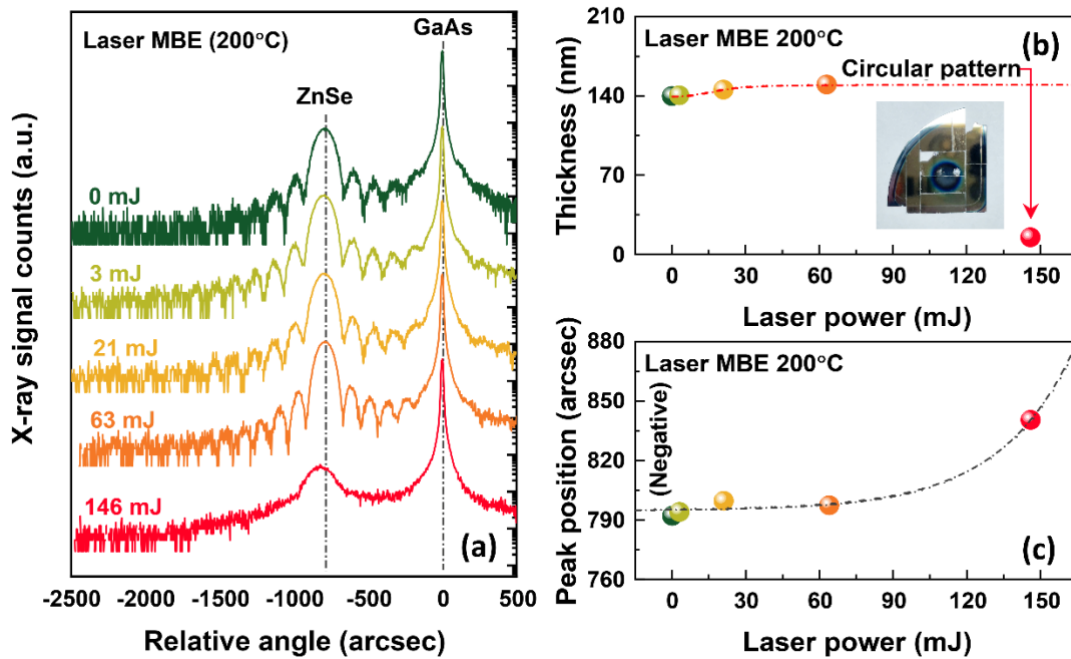 Laser MBE (200°C)
GaAs
ZnSe
0 mJ
3 mJ
21 mJ
63 mJ
146 mJ
(a)
X-ray signal counts (a.u.)
-2500 -2000 -1500 -1000 -500 0 500
Relative angle (arcsec)
Laser MBE 200°C
(b)
Circular pattern
Thickness (nm)
210
140
70
0
0 30 60 90 120 150
Laser power (mJ)
Laser MBE 200°C
(Negative)
(c)
Peak position (arcsec)
880
850
820
790
760
0 30 60 90 120 150
Laser power (mJ)